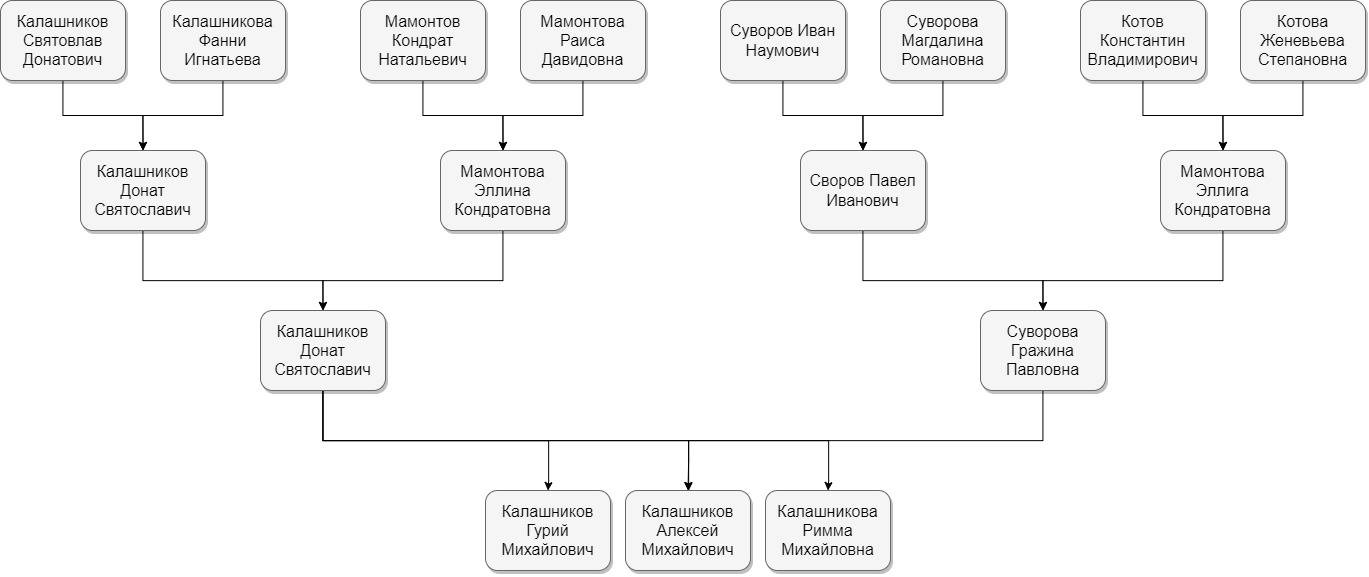 Калашников
Святовлав
Донатович
Калашникова
Фанни
Игнатьева
Мамонтов
Кондрат
Натальевич
Мамонтова
Раиса
Давидовна
Суворов Иван
Наумович
Суворова
Магдалина
Романовна
Котов
Константин
Владимирович
Котова
Женевьева
Степановна
Калашников
Донат
Святославич
Мамонтова
Эллина
Кондратовна
Своров Павел
Иванович
Мамонтова
Эллига
Кондратовна
Калашников
Донат
Святославич
Суворова
Гражина
Павловна
Калашников
Гурий
Михайлович
Калашников
Алексей
Михайлович
Калашникова
Римма
Михайловна